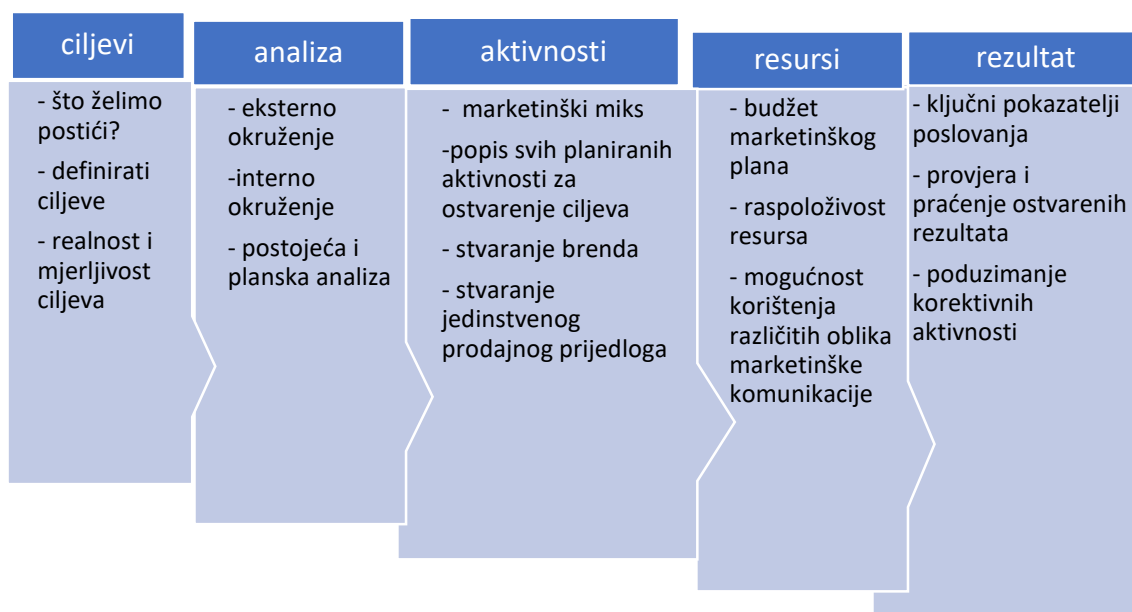 ciljevi
- što želimo
postići?
- definirati
ciljeve
- realnost i
mjerljivost
ciljeva
analiza
- eksterno
okruženje
-interno
okruženje
- postojeća i
planska analiza
aktivnosti
- marketinški miks
-popis svih planiranih
aktivnosti za
ostvarenje ciljeva
- stvaranje brenda
- stvaranje
jedinstvenog
prodajnog prijedloga
resursi
- budžet
marketinškog
plana
- raspoloživost
resursa
- mogućnost
korištenja
različitih oblika
marketinške
komunikacije
rezultat
- ključni pokazatelji
poslovanja
- provjera i
praćenje ostvarenih
rezultata
- poduzimanje
korektivnih
aktivnosti